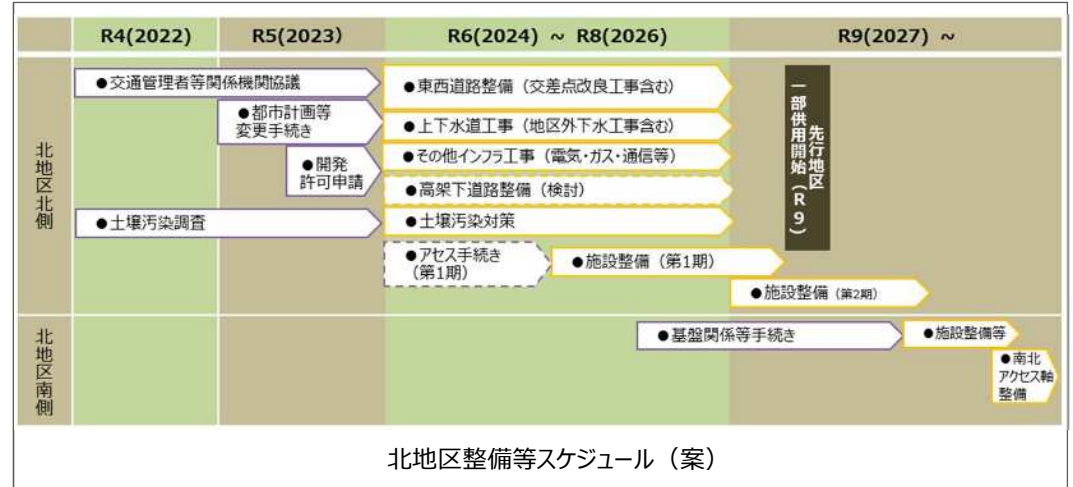 R4(2022)
R5(2023)
R6(2024) ~ R8(2026)
R9(2027) ~
北地区北側
●交通管理者等関係機関協議
●都市計画等
変更手続き
●開発
許可申請
●土壌汚染調査
●東西道路整備(交差点改良工事含む)
●上下水道工事(地区外下水工事含む)
●その他インフラ工事(電気・ガス・通信等)
●高架下道路整備(検討)
●土壌汚染対策
●アセス手続き
(第1期)
●施設整備(第1期)
●施設整備(第2期)
先行地区
一部供用開始(R9)
北地区南側
●基盤関係等手続き
●施設整備等
●南北
アクセス軸
整備
北地区整備等スケジュール(案)